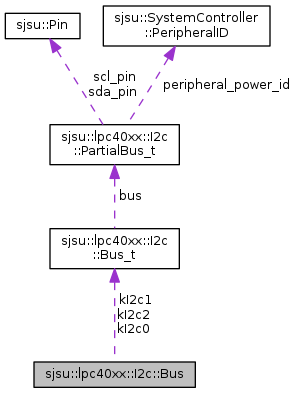 sjsu::Pin
sjsu::SystemController
::PeripheralID
scl_pin
sda_pin
peripheral_power_id
sjsu::lpc40xx::I2c
::PartialBus_t
bus
sjsu::lpc40xx::I2c
::Bus_t
kI2c1
kI2c2
kI2c0
sjsu::lpc40xx::I2c::Bus